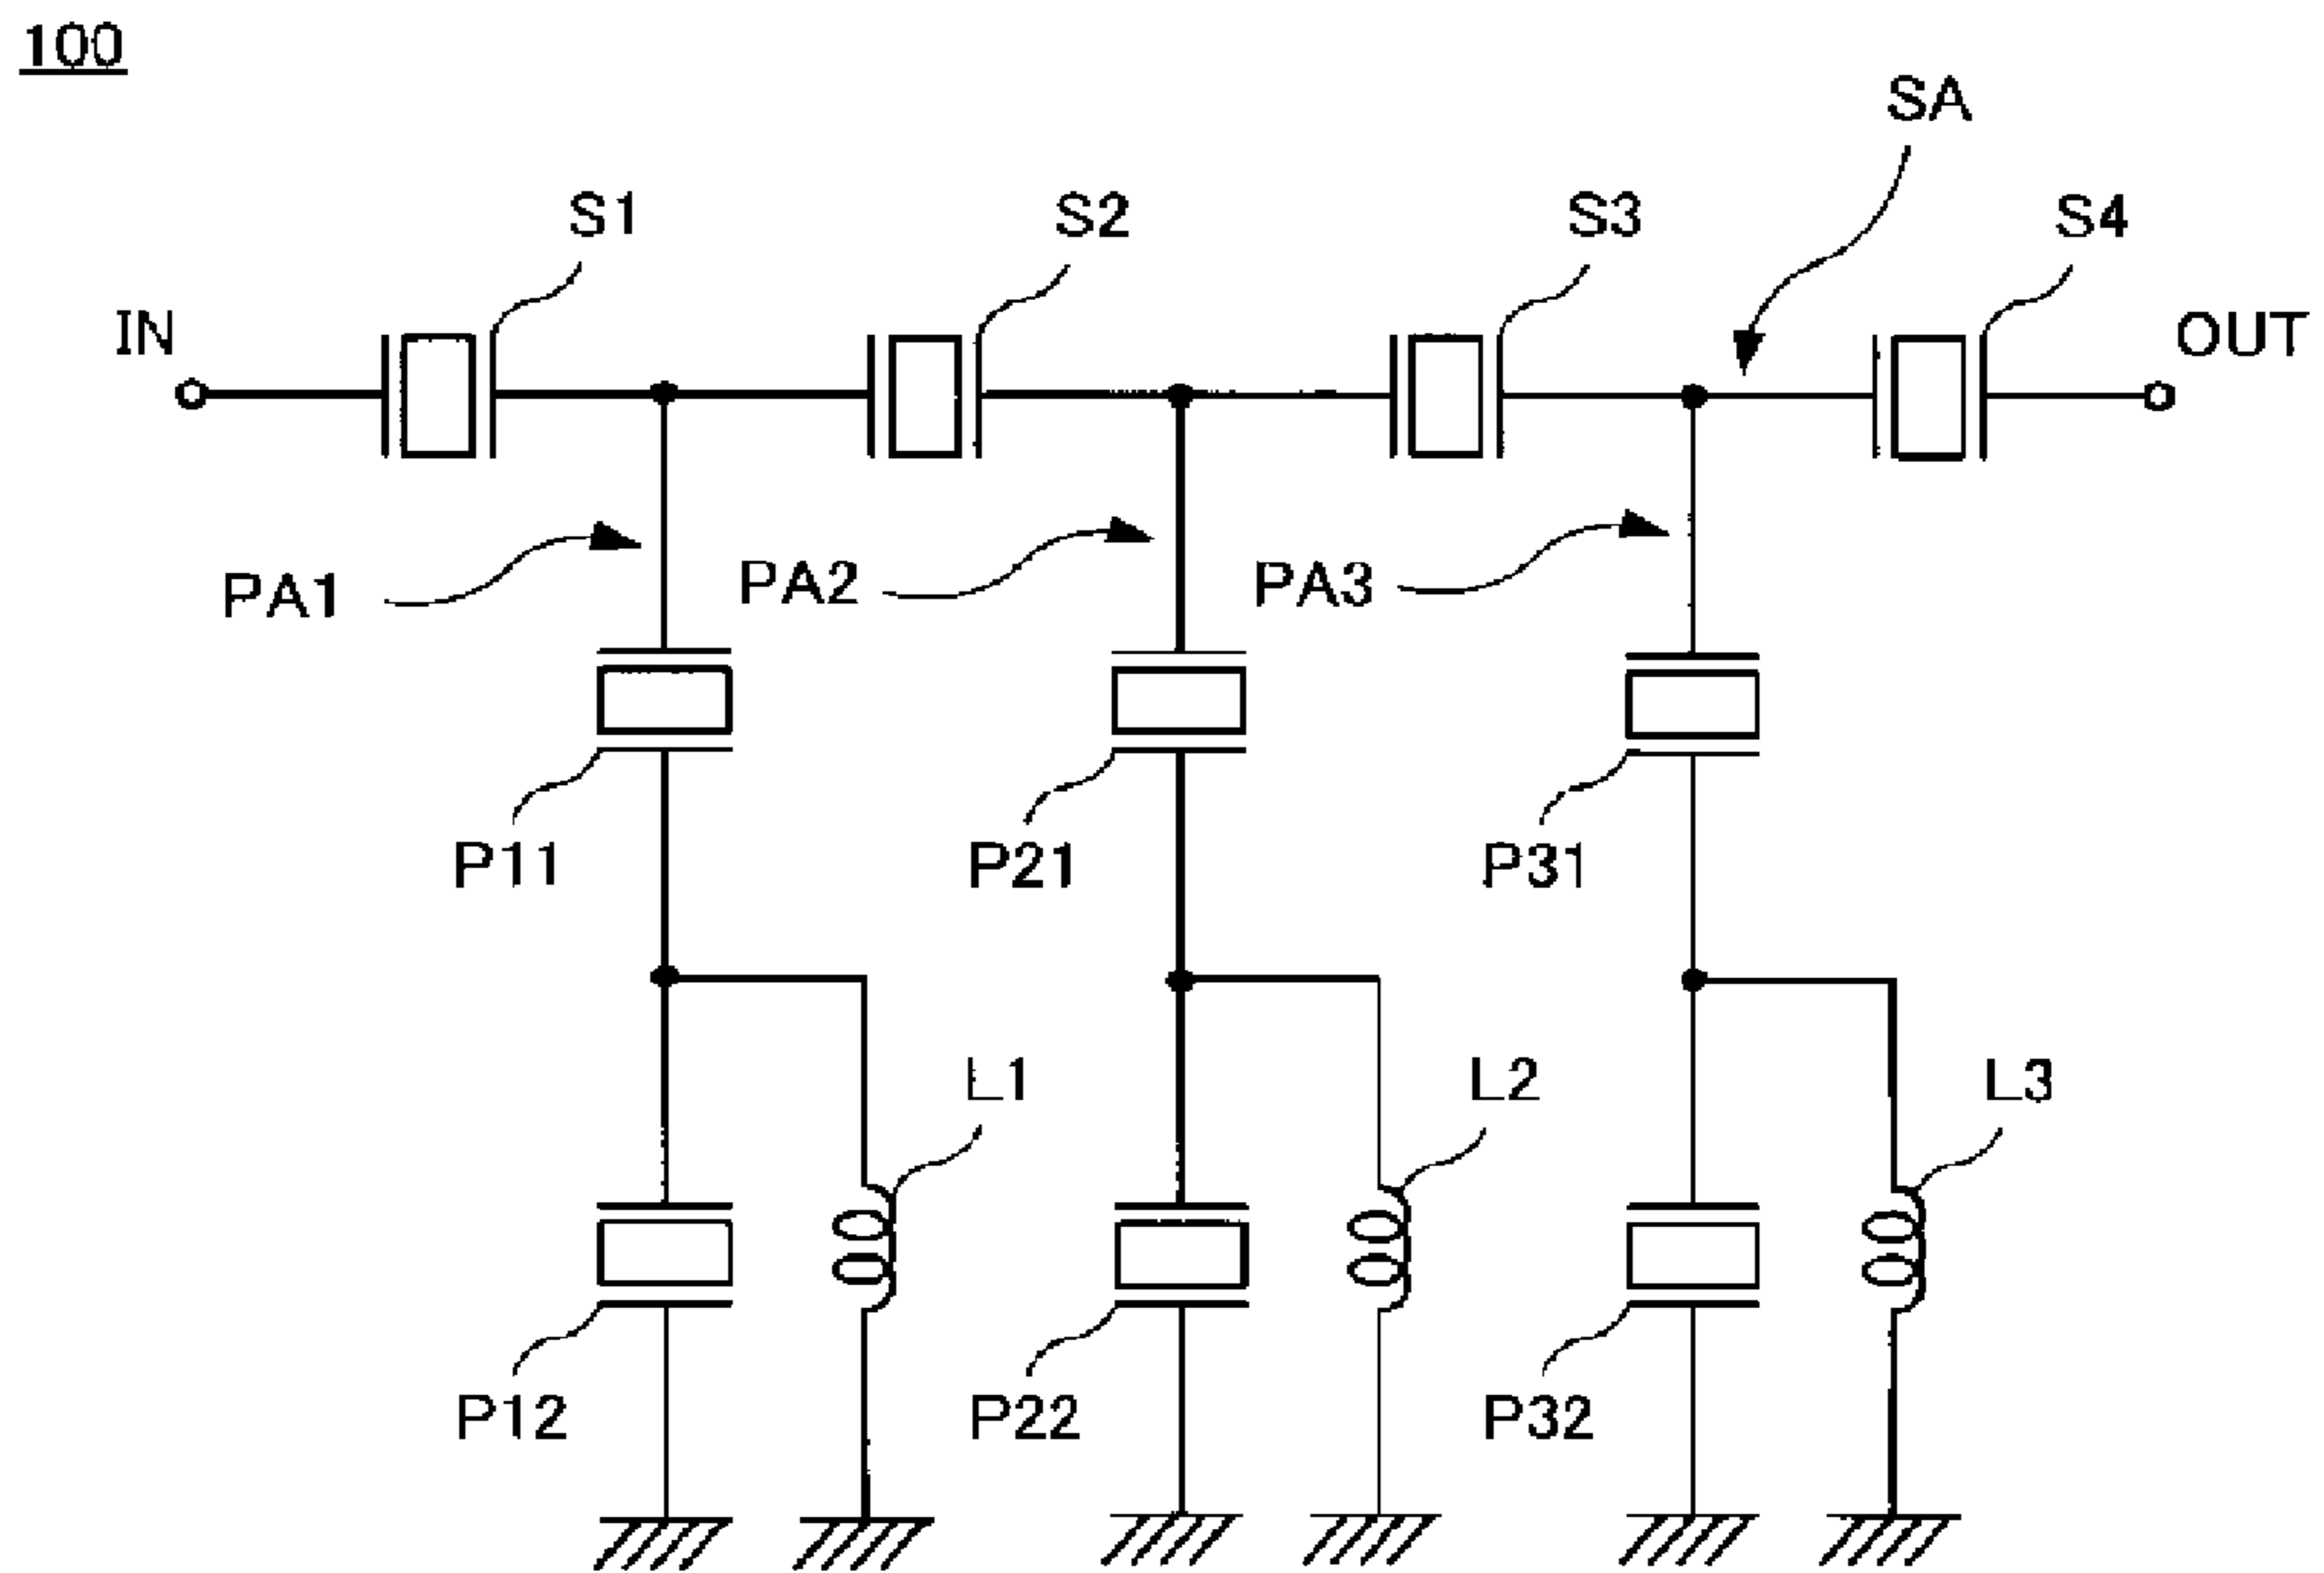 100
SA
S1 S2 S3 S4
IN OUT
PA1 PA2 PA3
P11 P21 P31
L1 L2 L3
P12 P22 P32